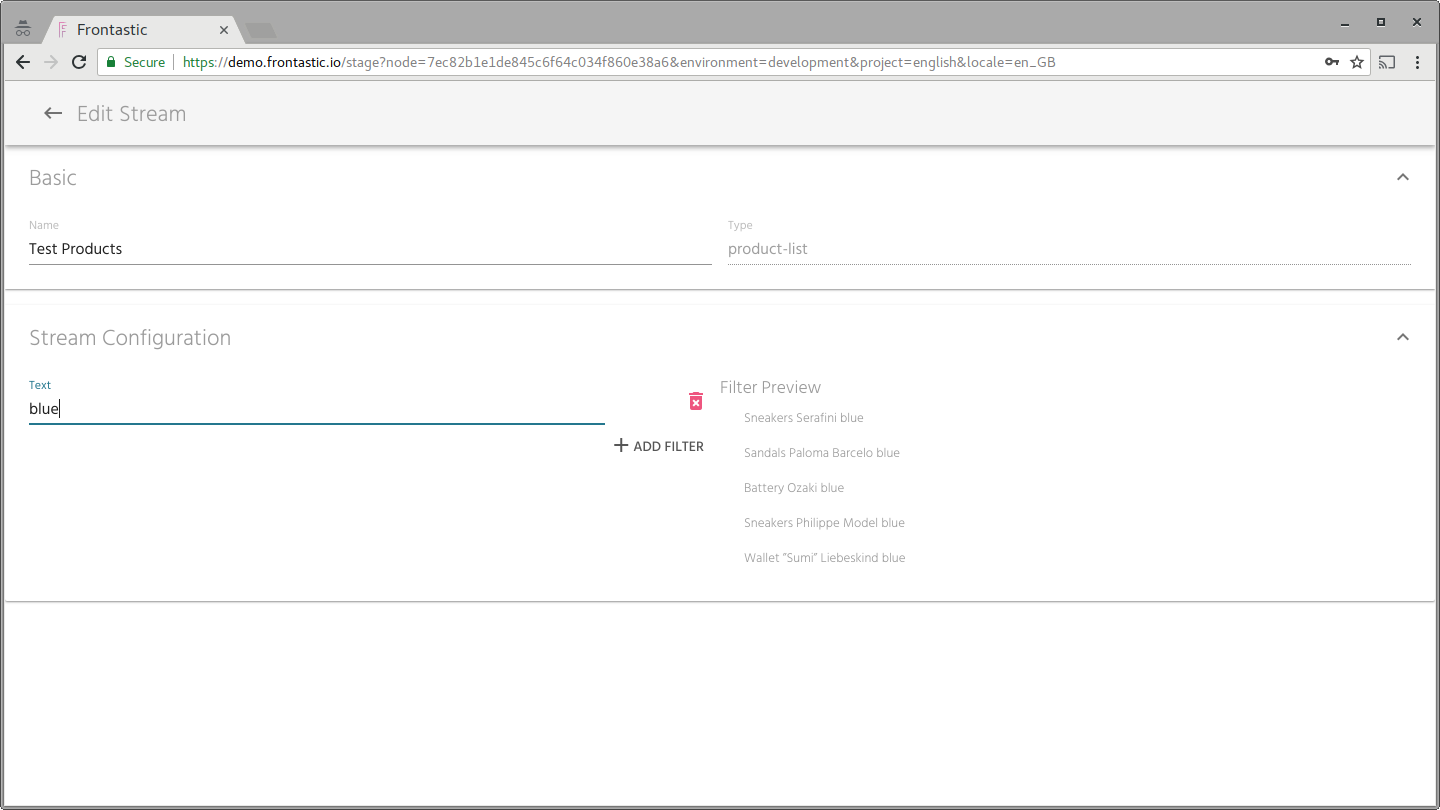 Frontastic
Secure https://demo.frontastic.io/stage?node=7ec82b1e1de845c6f64c034f860e38a6&environment=development&project=english&locale=en_GB
Edit Stream
Basic
Name Type
Test Products product-list
Stream Configuration
Text Filter Preview
blue Sneakers Serafini blue
ADD FILTER Sandals Paloma Barcelo blue
Battery Ozaki blue
Sneakers Philippe Model blue
Wallet "Sumi" Liebeskind blue